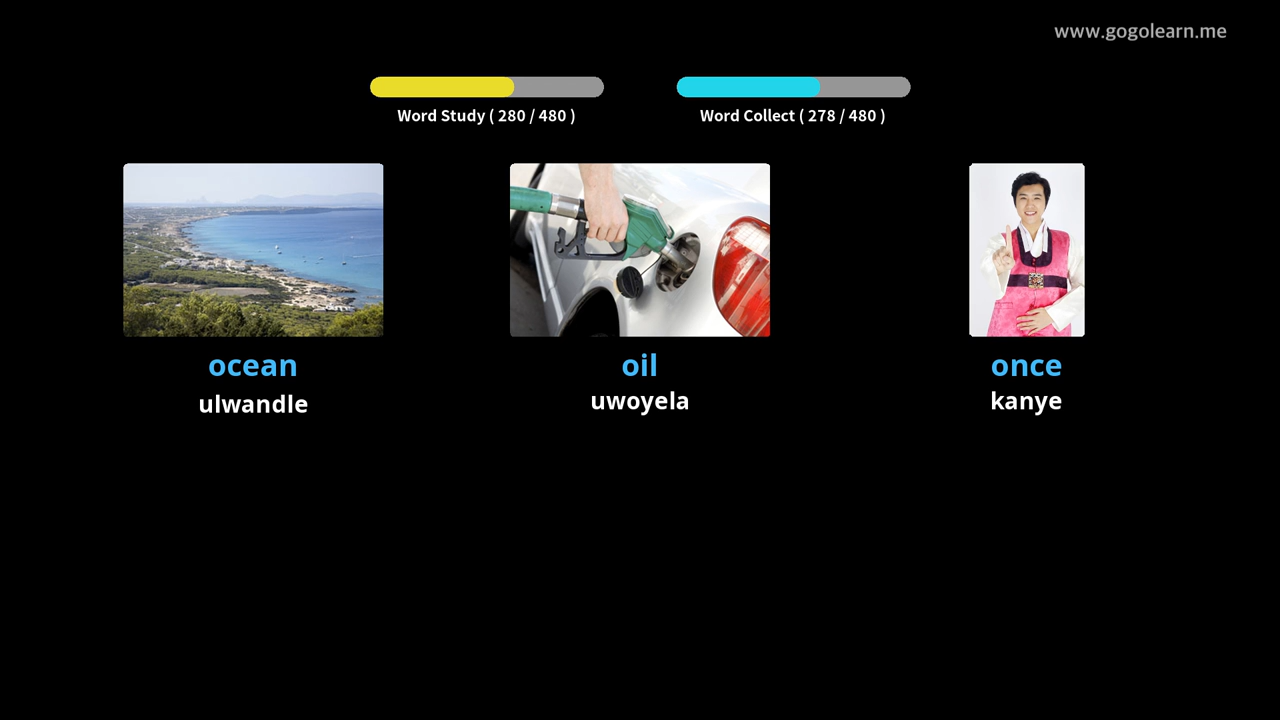 www.gogolearn.me
Word Study ( 280 / 480 )
Word Collect ( 278 / 480 )
ocean
ulwandle
oil
uwoyela
once
kanye